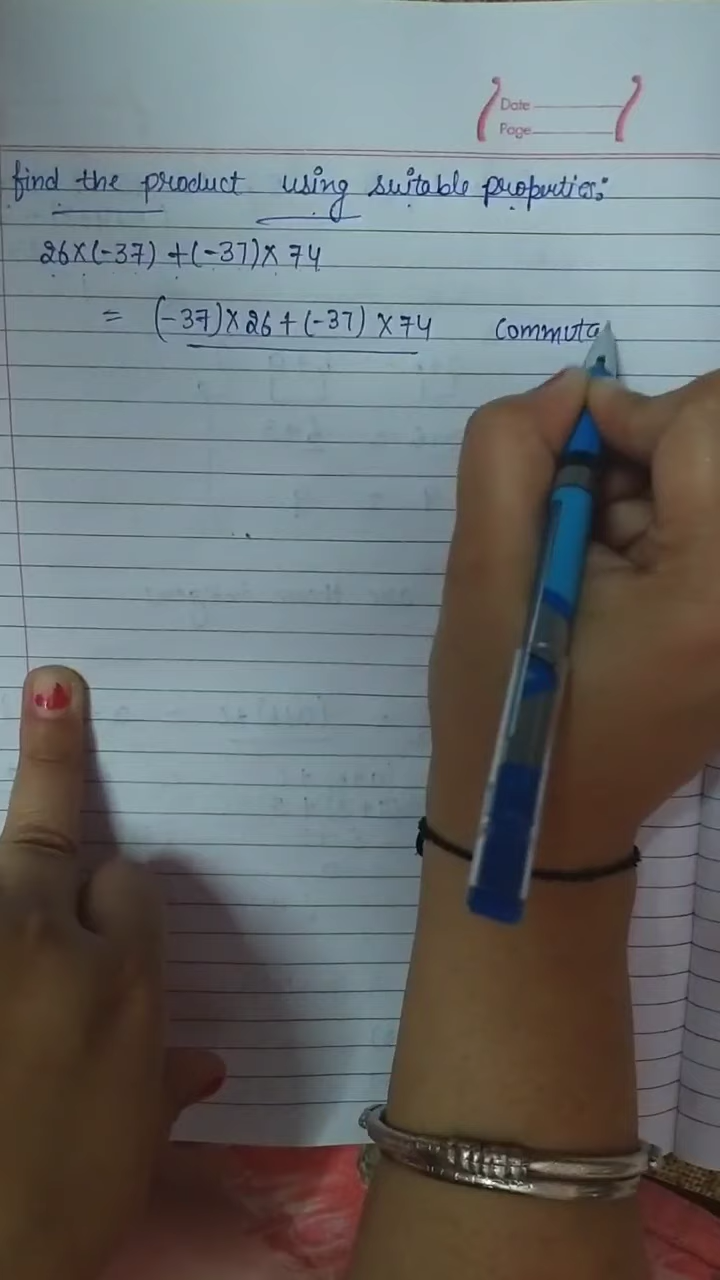 Date
Page
find the product using suitable properties:
26×(-37) +(-37)× 74
= (-37)×26+(-37) ×74 Commuta